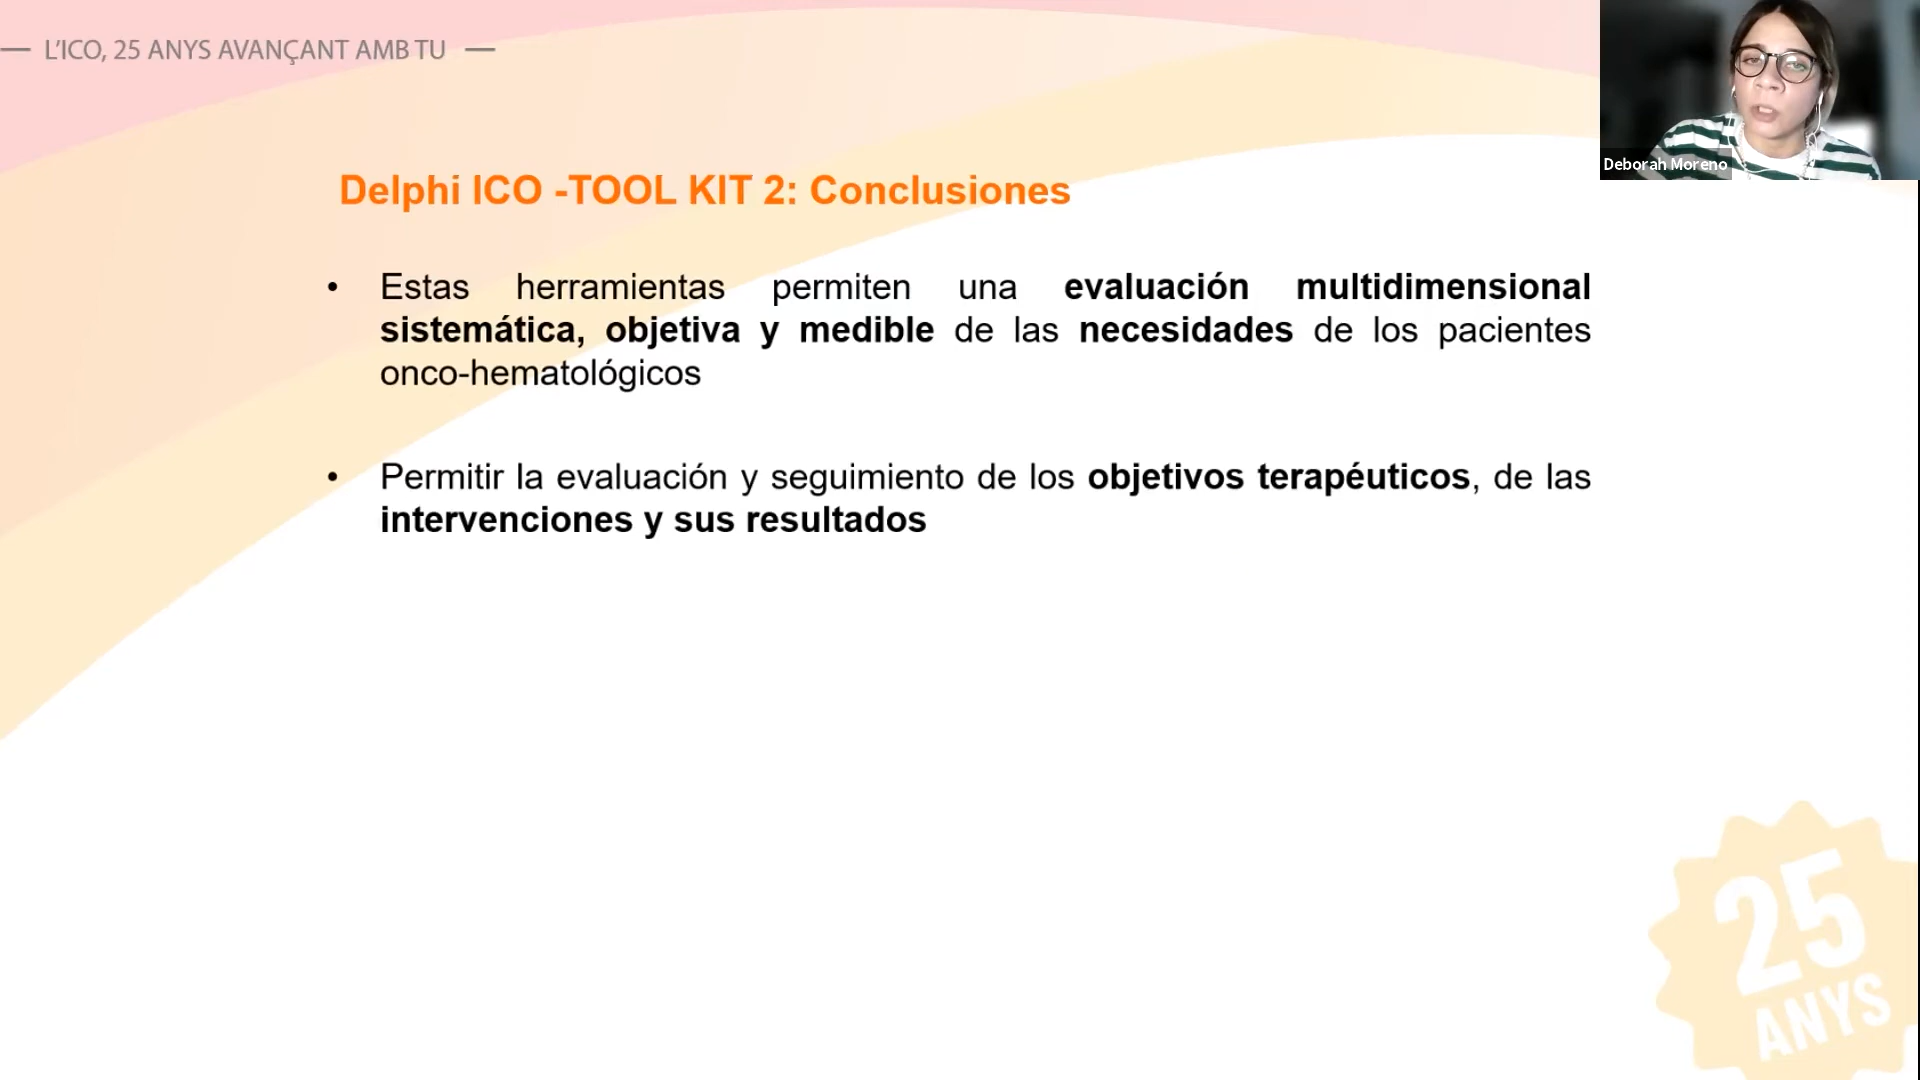 L'ICO, 25 ANYS AVANÇANT AMB TU
Deborah Moreno
Delphi ICO -TOOL KIT 2: Conclusiones
• Estas herramientas permiten una evaluación multidimensional
sistemática, objetiva y medible de las necesidades de los pacientes
onco-hematológicos
• Permitir la evaluación y seguimiento de los objetivos terapéuticos, de las
intervenciones y sus resultados
25
ANYS